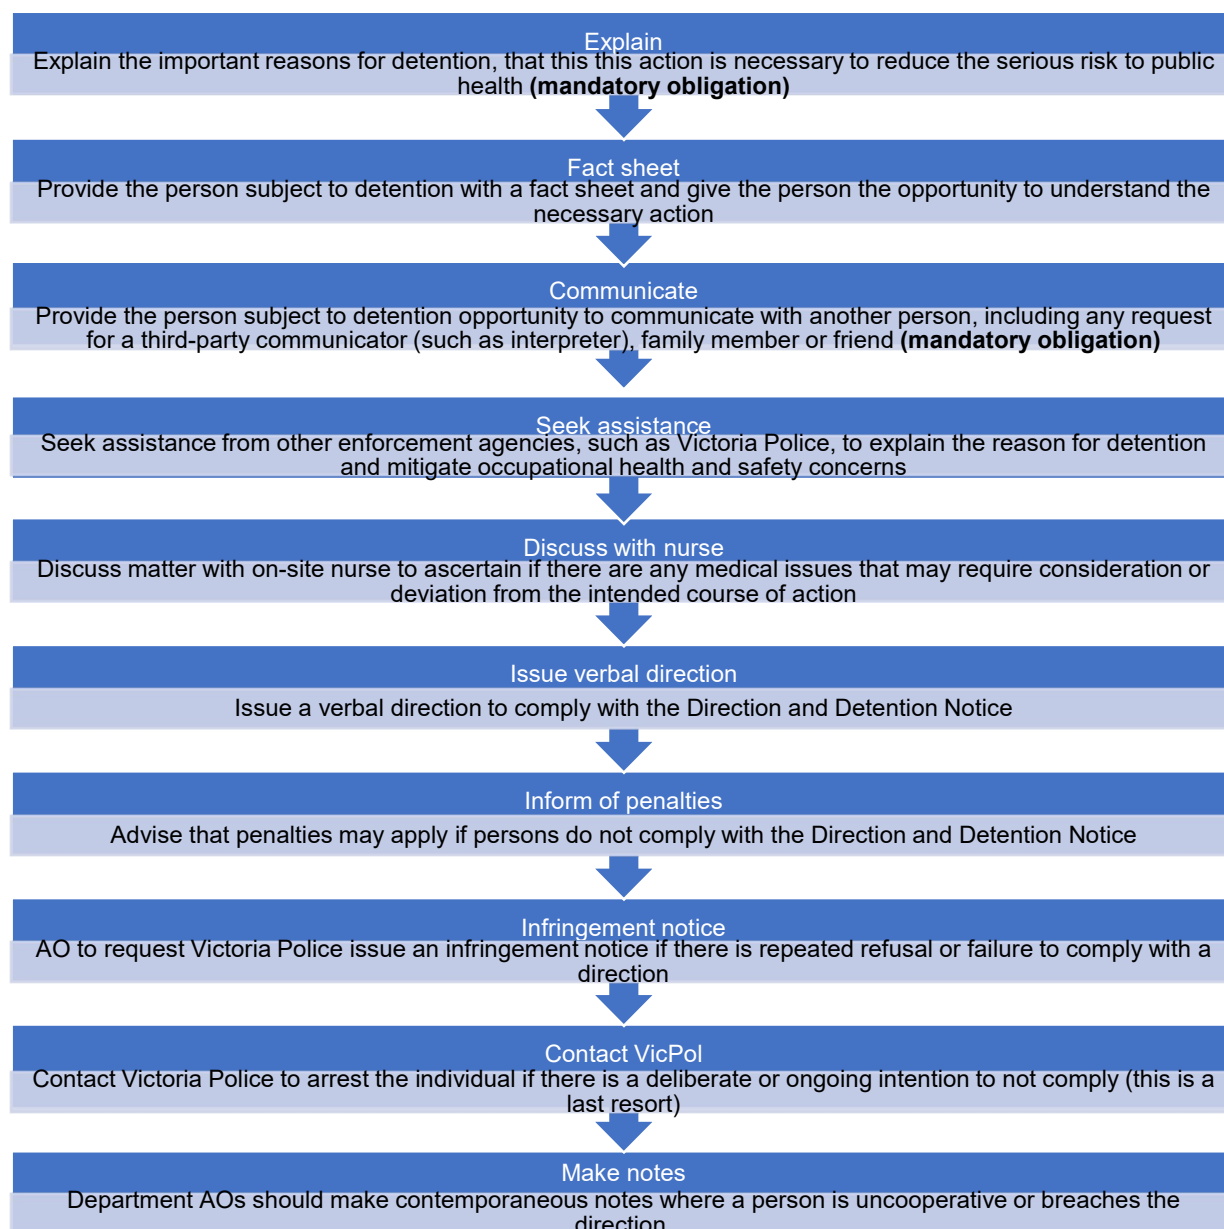 Explain
Explain the important reasons for detention, that this this action is necessary to reduce the serious risk to public
health (mandatory obligation)
Fact sheet
Provide the person subject to detention with a fact sheet and give the person the opportunity to understand the
necessary action
Communicate
Provide the person subject to detention opportunity to communicate with another person, including any request
for a third-party communicator (such as interpreter), family member or friend (mandatory obligation)
Seek assistance
Seek assistance from other enforcement agencies, such as Victoria Police, to explain the reason for detention
and mitigate occupational health and safety concerns
Discuss with nurse
Discuss matter with on-site nurse to ascertain if there are any medical issues that may require consideration or
deviation from the intended course of action
Issue verbal direction
Issue a verbal direction to comply with the Direction and Detention Notice
Inform of penalties
Advise that penalties may apply if persons do not comply with the Direction and Detention Notice
Infringement notice
AO to request Victoria Police issue an infringement notice if there is repeated refusal or failure to comply with a
direction
Contact VicPol
Contact Victoria Police to arrest the individual if there is a deliberate or ongoing intention to not comply (this is a
last resort)
Make notes
Department AOs should make contemporaneous notes where a person is uncooperative or breaches the
direction